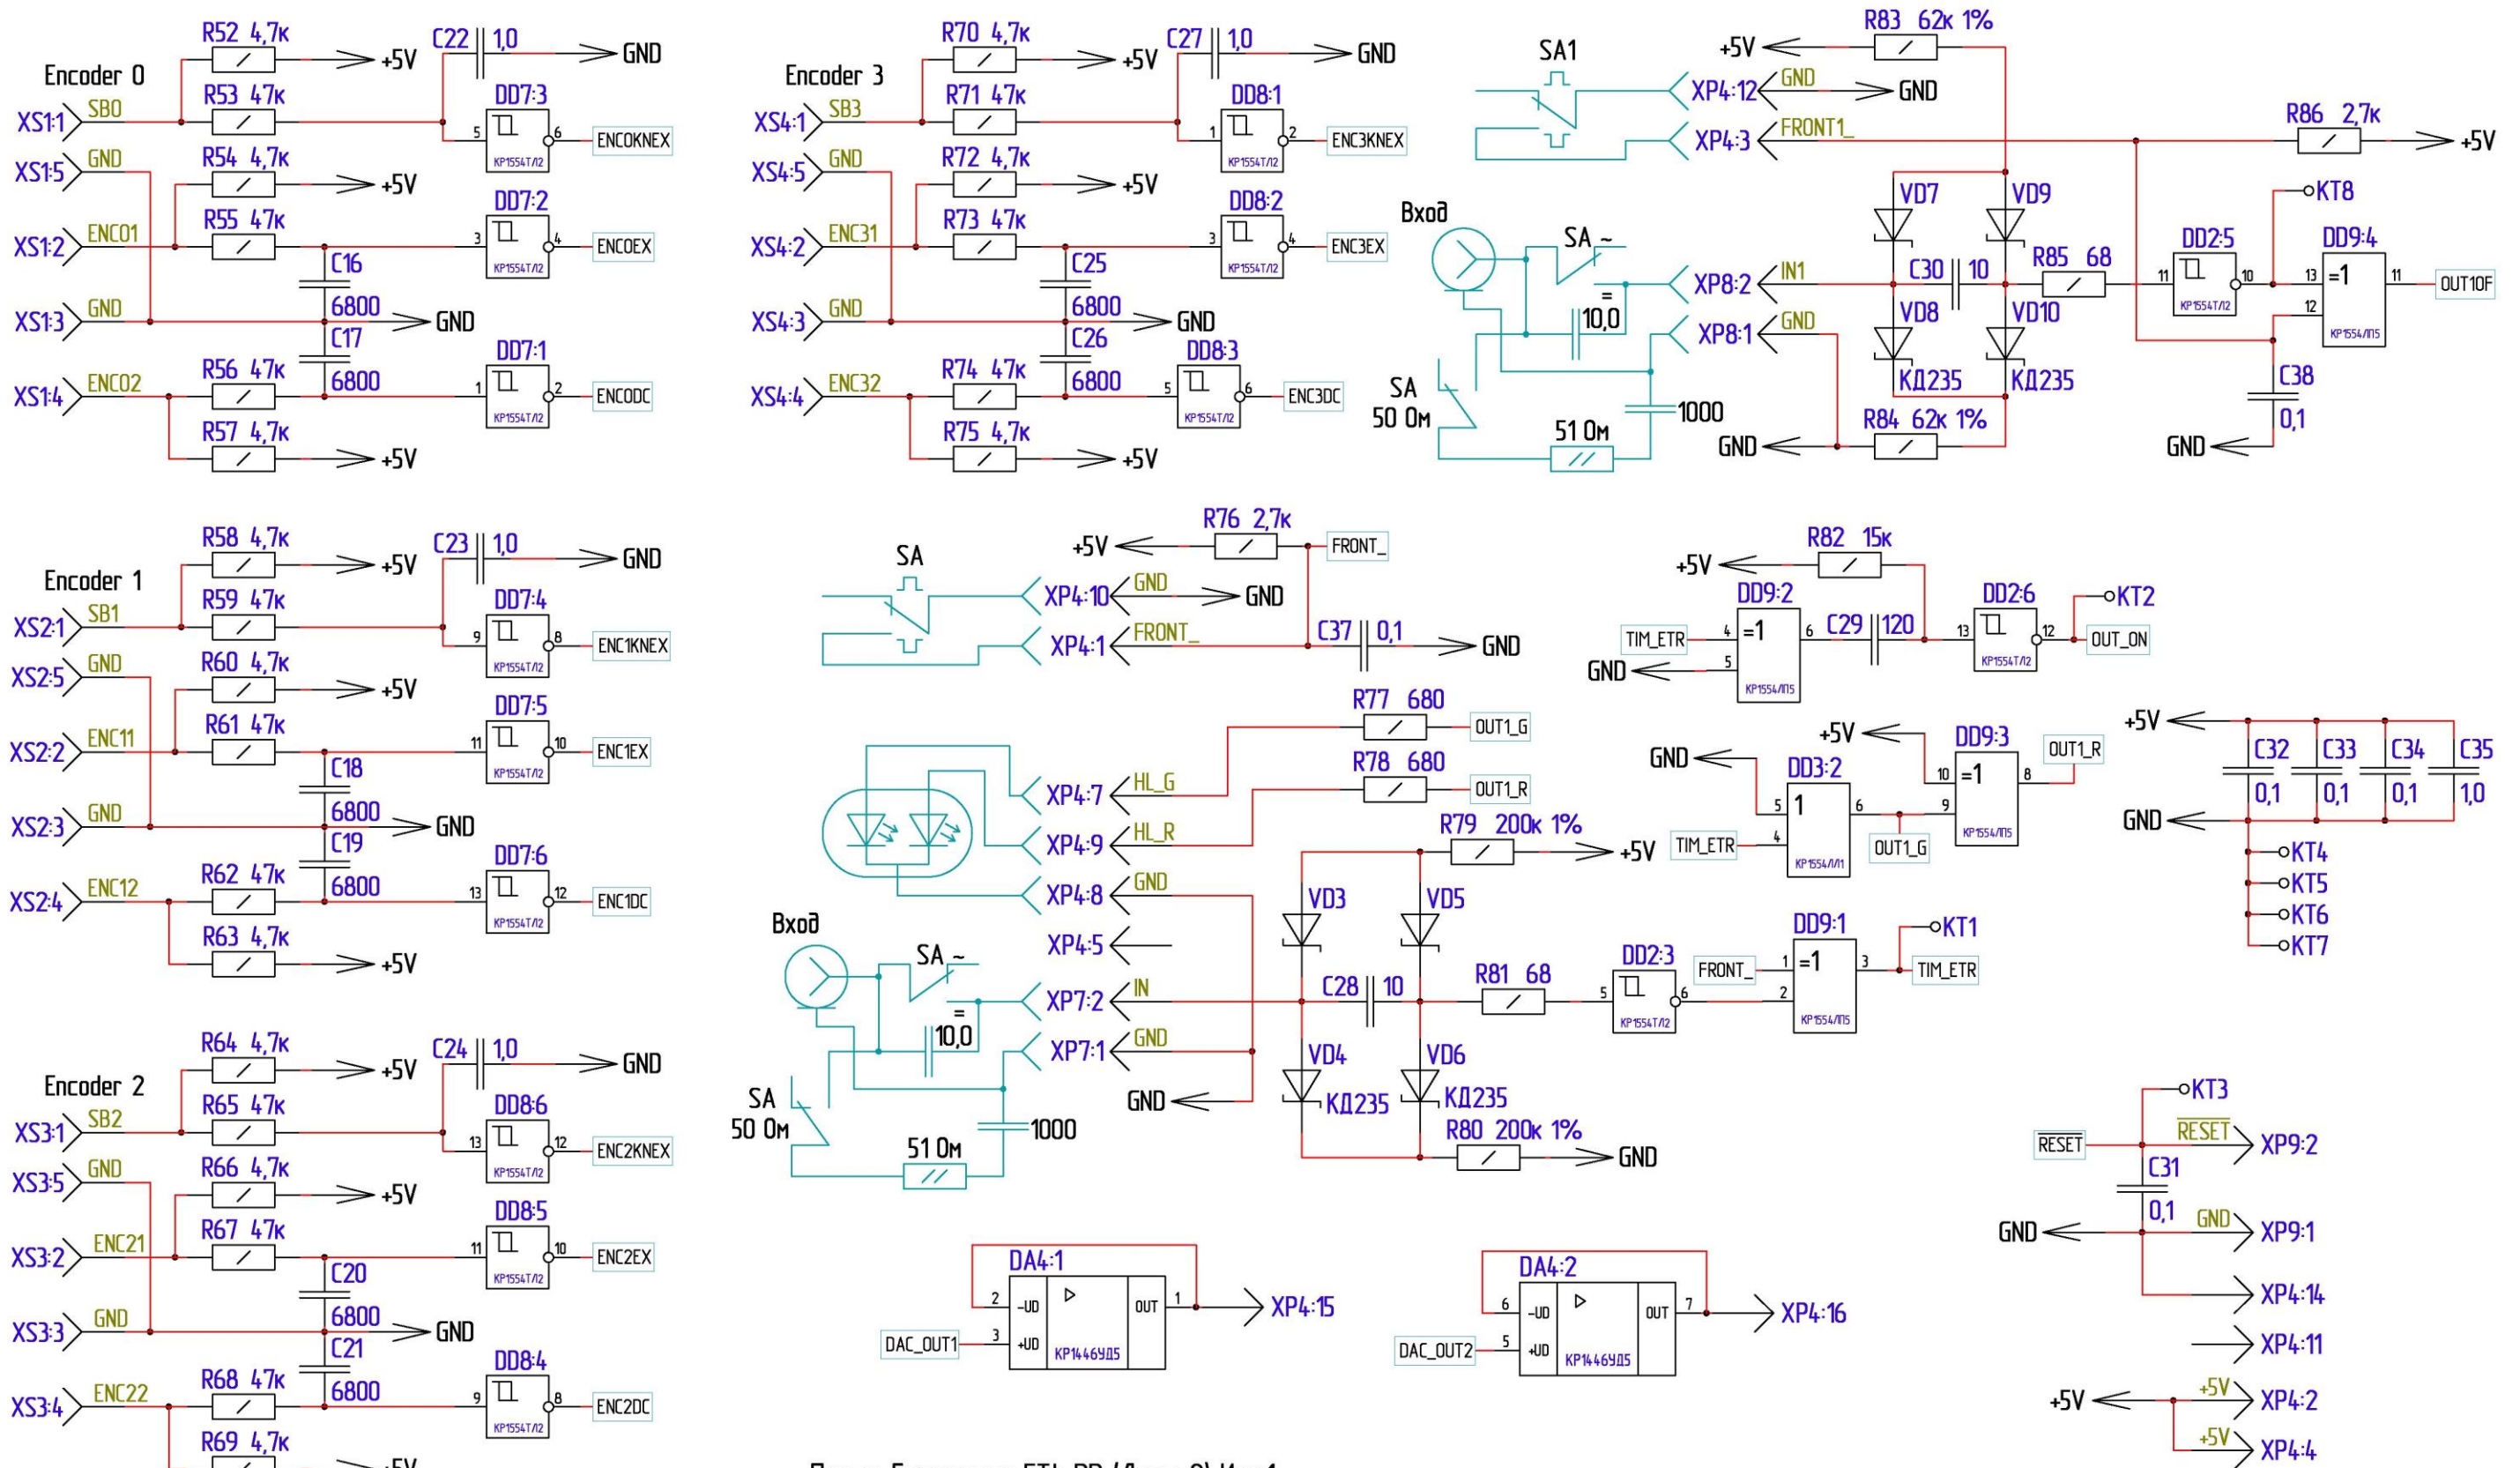 Encoder 0
R52 4,7к
+5V
C22 1,0
GND
XS1:1
SB0
R53 47к
DD7:3
5
6
КР1554ТЛ2
ENC0KNEX
XS1:5
GND
R54 4,7к
+5V
XS1:2
ENC01
R55 47к
DD7:2
3
4
КР1554ТЛ2
ENC0EX
C16
6800
XS1:3
GND
GND
C17
6800
XS1:4
ENC02
R56 47к
DD7:1
1
2
КР1554ТЛ2
ENC0DC
R57 4,7к
+5V
Encoder 1
R58 4,7к
+5V
C23 1,0
GND
XS2:1
SB1
R59 47к
DD7:4
9
8
КР1554ТЛ2
ENC1KNEX
XS2:5
GND
R60 4,7к
+5V
XS2:2
ENC11
R61 47к
DD7:5
11
10
КР1554ТЛ2
ENC1EX
C18
6800
XS2:3
GND
GND
C19
6800
XS2:4
ENC12
R62 47к
DD7:6
13
12
КР1554ТЛ2
ENC1DC
R63 4,7к
+5V
Encoder 2
R64 4,7к
+5V
C24 1,0
GND
XS3:1
SB2
R65 47к
DD8:6
13
12
КР1554ТЛ2
ENC2KNEX
XS3:5
GND
R66 4,7к
+5V
XS3:2
ENC21
R67 47к
DD8:5
11
10
КР1554ТЛ2
ENC2EX
C20
6800
XS3:3
GND
GND
C21
6800
XS3:4
ENC22
R68 47к
DD8:4
9
8
КР1554ТЛ2
ENC2DC
R69 4,7к
+5V
Encoder 3
R70 4,7к
+5V
C27 1,0
GND
XS4:1
SB3
R71 47к
DD8:1
1
2
КР1554ТЛ2
ENC3KNEX
XS4:5
GND
R72 4,7к
+5V
XS4:2
ENC31
R73 47к
DD8:2
3
4
КР1554ТЛ2
ENC3EX
C25
6800
XS4:3
GND
GND
C26
6800
XS4:4
ENC32
R74 47к
DD8:3
5
6
КР1554ТЛ2
ENC3DC
R75 4,7к
+5V
SA1
+5V
R83 62к 1%
XP4:12
GND
GND
XP4:3
FRONT1_
R86 2,7к
+5V
Вход
SA ~
=
10,0
XP8:2
IN1
XP8:1
GND
SA
50 Ом
51 Ом
1000
VD7
VD9
C30 10
R85 68
VD8
VD10
КД235
КД235
GND
R84 62к 1%
DD2:5
11
10
КР1554ТЛ2
KT8
DD9:4
13
=1
11
12
КР1554ЛП5
OUT10F
C38
0,1
GND
SA
+5V
R76 2,7к
FRONT_
XP4:10
GND
GND
XP4:1
FRONT_
C37 0,1
GND
R77 680
OUT1_G
R78 680
OUT1_R
XP4:7
HL_G
XP4:9
HL_R
XP4:8
GND
XP4:5
R79 200к 1%
+5V
Вход
SA ~
=
10,0
XP7:2
IN
XP7:1
GND
GND
SA
50 Ом
51 Ом
1000
VD3
VD5
C28 10
R81 68
VD4
VD6
КД235
КД235
R80 200к 1%
GND
DD2:3
5
6
КР1554ТЛ2
FRONT_
DD9:1
1
=1
3
2
КР1554ЛП5
KT1
TIM_ETR
+5V
R82 15к
DD9:2
TIM_ETR
4
=1
6
5
GND
КР1554ЛП5
C29 120
DD2:6
13
12
КР1554ТЛ2
KT2
OUT_ON
GND
DD3:2
5
1
6
4
TIM_ETR
КР1554ЛЛ1
OUT1_G
+5V
DD9:3
10
=1
8
9
КР1554ЛП5
OUT1_R
+5V
C32
C33
C34
C35
0,1
0,1
0,1
1,0
GND
KT4
KT5
KT6
KT7
KT3
RESET
RESET
XP9:2
C31
0,1
GND
GND
XP9:1
XP4:14
XP4:11
+5V
+5V
XP4:2
+5V
XP4:4
DA4:1
2
-UD
OUT
1
XP4:15
DAC_OUT1
3
+UD
КР1446УД5
DA4:2
6
-UD
OUT
7
XP4:16
DAC_OUT2
5
+UD
КР1446УД5